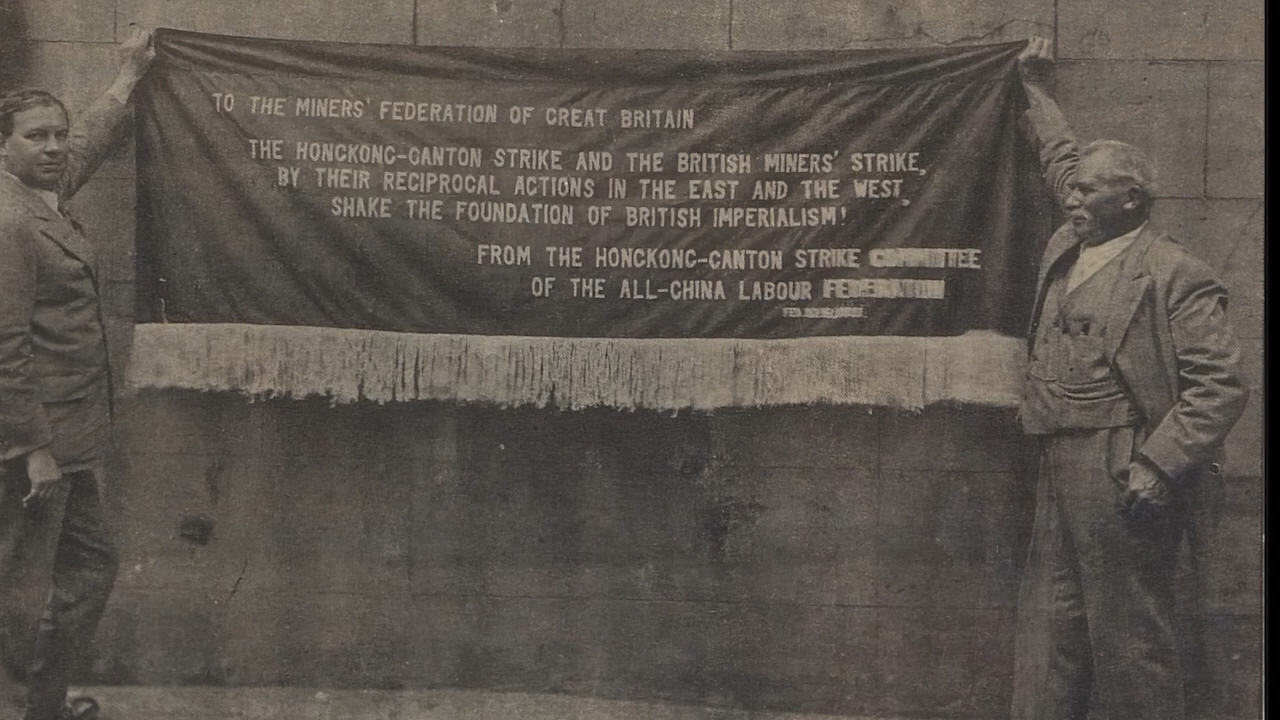 TO THE MINERS' FEDERATION OF GREAT BRITAIN
THE HONGKONG-CANTON STRIKE AND THE BRITISH MINERS' STRIKE,
BY THEIR RECIPROCAL ACTIONS IN THE EAST AND THE WEST,
SHAKE THE FOUNDATION OF BRITISH IMPERIALISM!
FROM THE HONGKONG-CANTON STRIKE COMMITTEE
OF THE ALL-CHINA LABOUR FEDERATION